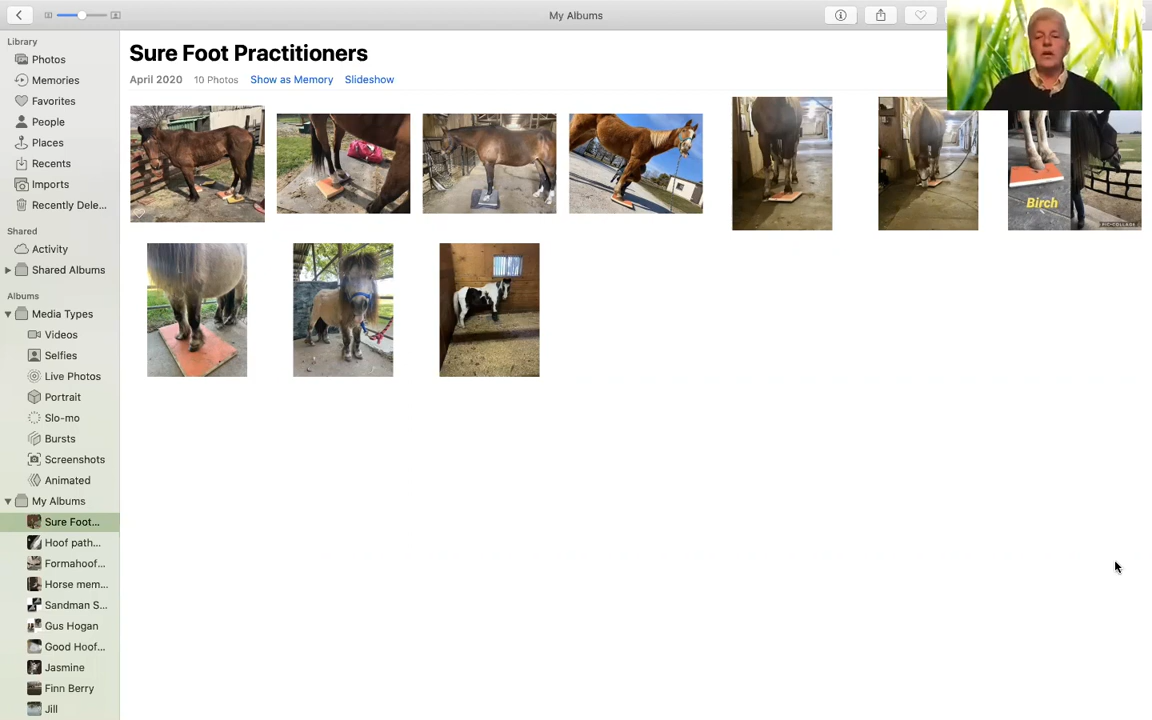 My Albums
Library
Photos
Memories
Favorites
People
Places
Recents
Imports
Recently Dele...
Shared
Activity
Shared Albums
Albums
Media Types
Videos
Selfies
Live Photos
Portrait
Slo-mo
Bursts
Screenshots
Animated
My Albums
Sure Foot...
Hoof path...
Formahoof...
Horse mem...
Sandman S...
Gus Hogan
Good Hoof...
Jasmine
Finn Berry
Jill
Sure Foot Practitioners
April 2020 10 Photos Show as Memory Slideshow
Birch
PIC•COLLAGE